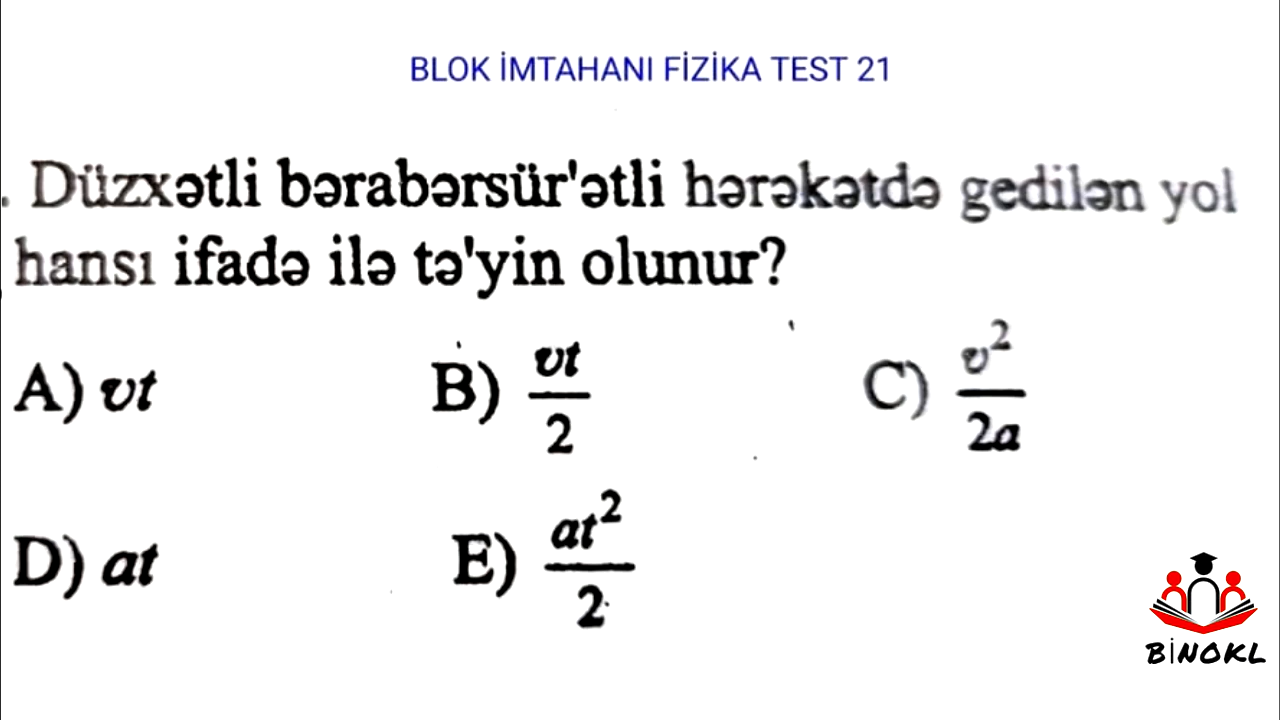 BLOK İMTAHANI FİZİKA TEST 21
. Düzxətli bərabərsür'ətli hərəkətdə gedilən yol
hansı ifadə ilə tə'yin olunur?
A) υt B) υt/2 C) υ²/2a
D) at E) at²/2
BİNOKL